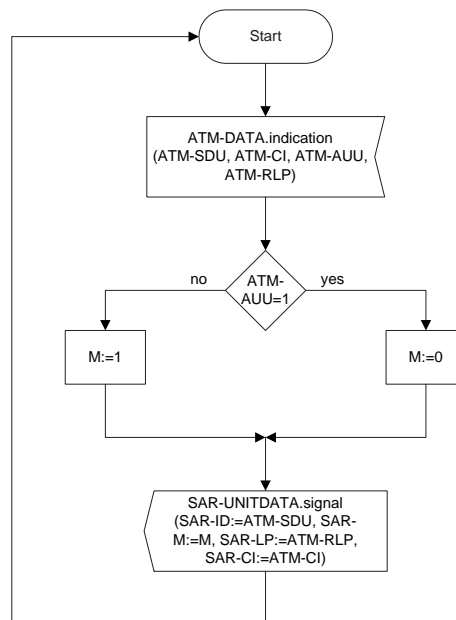 Start
ATM-DATA.indication
(ATM-SDU, ATM-CI, ATM-AUU,
ATM-RLP)
no
ATM-
AUU=1
yes
M:=1
M:=0
SAR-UNITDATA.signal
(SAR-ID:=ATM-SDU, SAR-
M:=M, SAR-LP:=ATM-RLP,
SAR-CI:=ATM-CI)